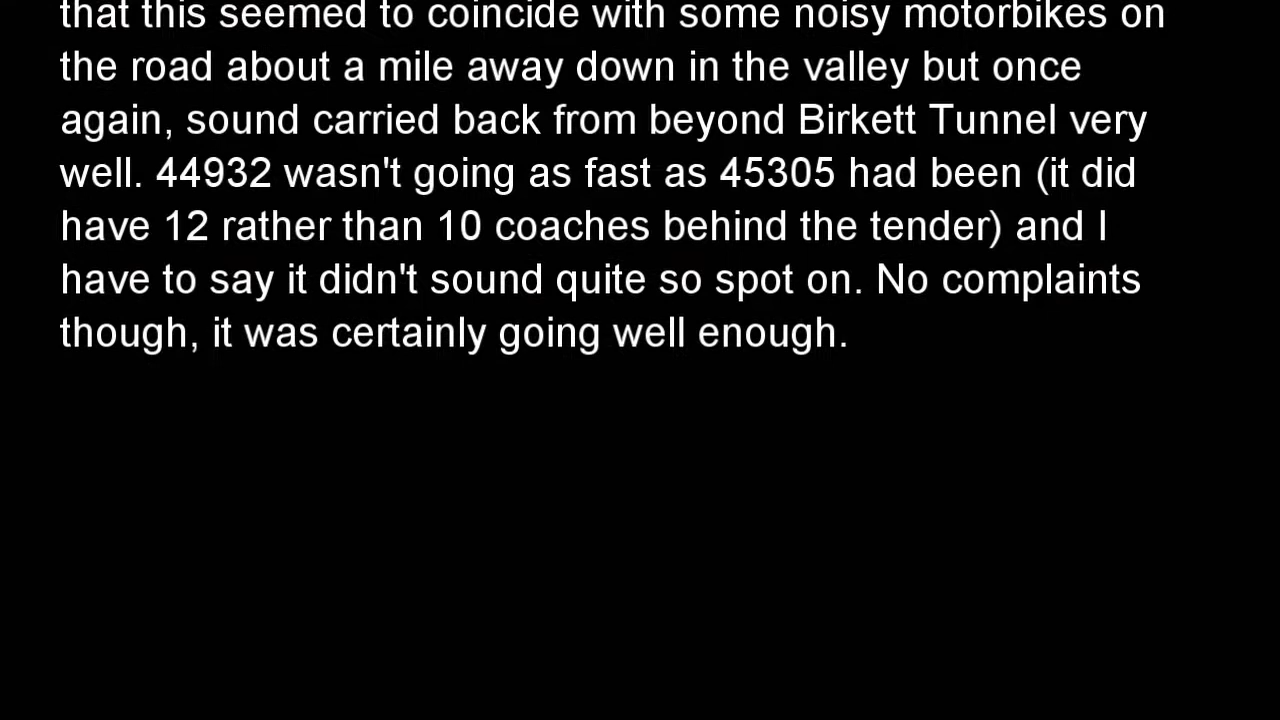 that this seemed to coincide with some noisy motorbikes on
the road about a mile away down in the valley but once
again, sound carried back from beyond Birkett Tunnel very
well. 44932 wasn't going as fast as 45305 had been (it did
have 12 rather than 10 coaches behind the tender) and I
have to say it didn't sound quite so spot on. No complaints
though, it was certainly going well enough.